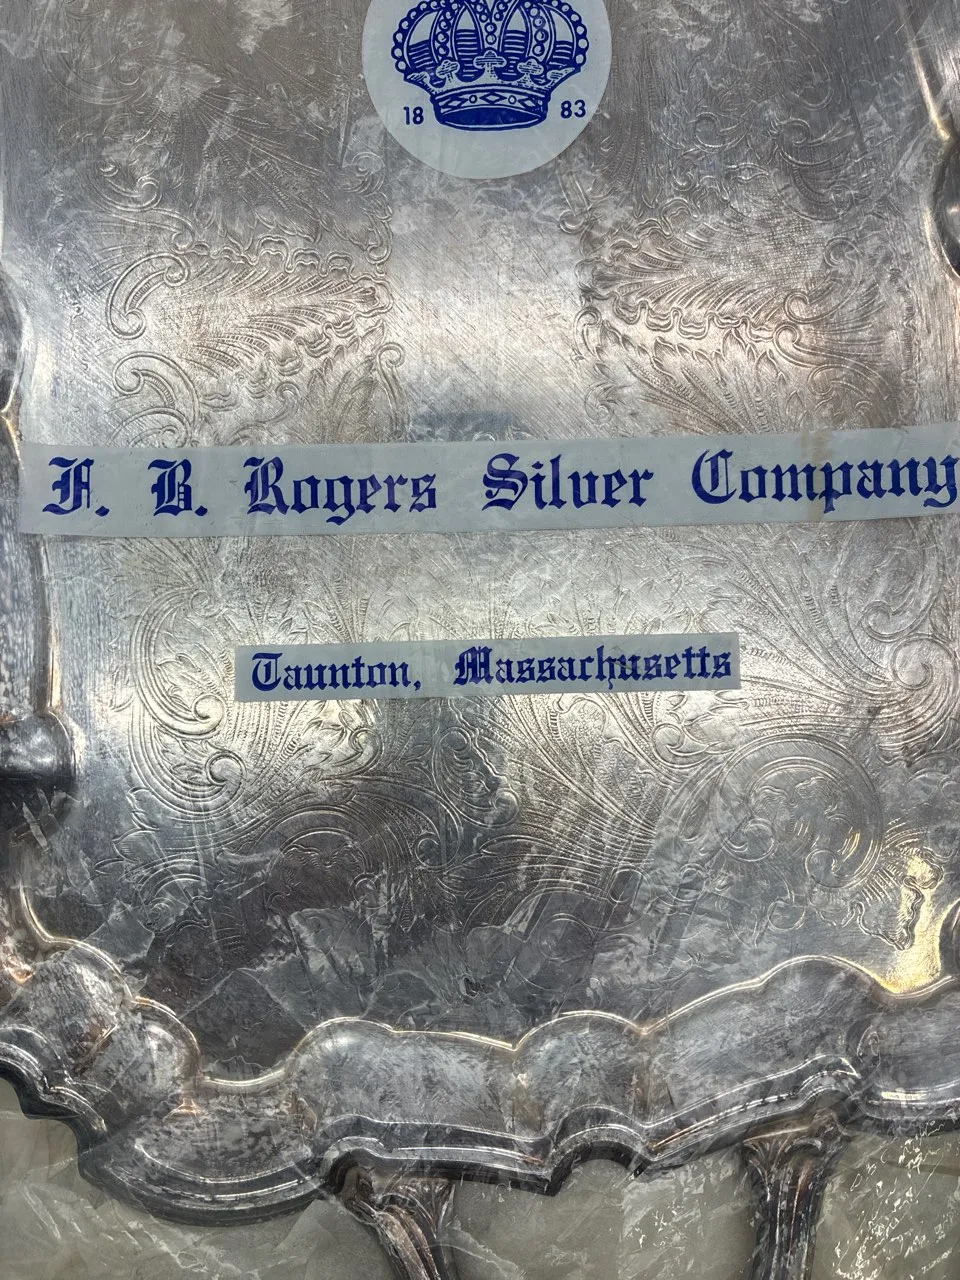 18 83
F. B. Rogers Silver Company
Taunton, Massachusetts